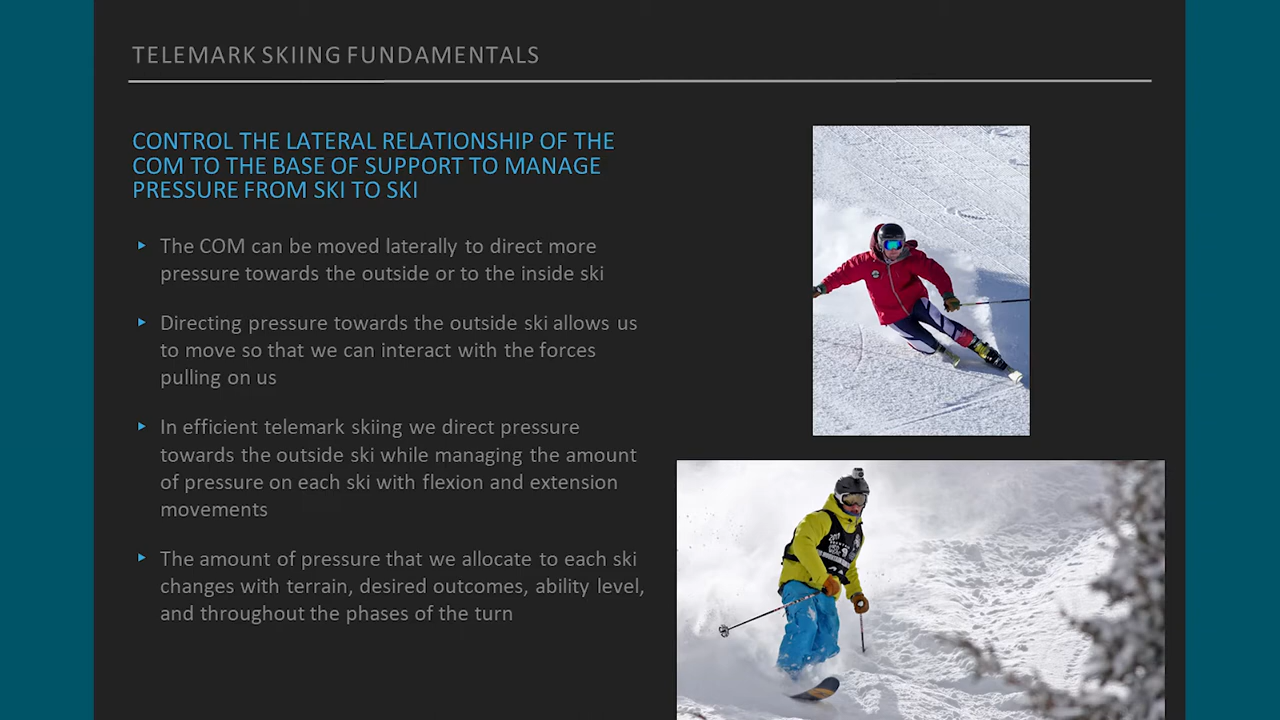 TELEMARK SKIING FUNDAMENTALS
CONTROL THE LATERAL RELATIONSHIP OF THE
COM TO THE BASE OF SUPPORT TO MANAGE
PRESSURE FROM SKI TO SKI
The COM can be moved laterally to direct more
pressure towards the outside or to the inside ski
Directing pressure towards the outside ski allows us
to move so that we can interact with the forces
pulling on us
In efficient telemark skiing we direct pressure
towards the outside ski while managing the amount
of pressure on each ski with flexion and extension
movements
The amount of pressure that we allocate to each ski
changes with terrain, desired outcomes, ability level,
and throughout the phases of the turn